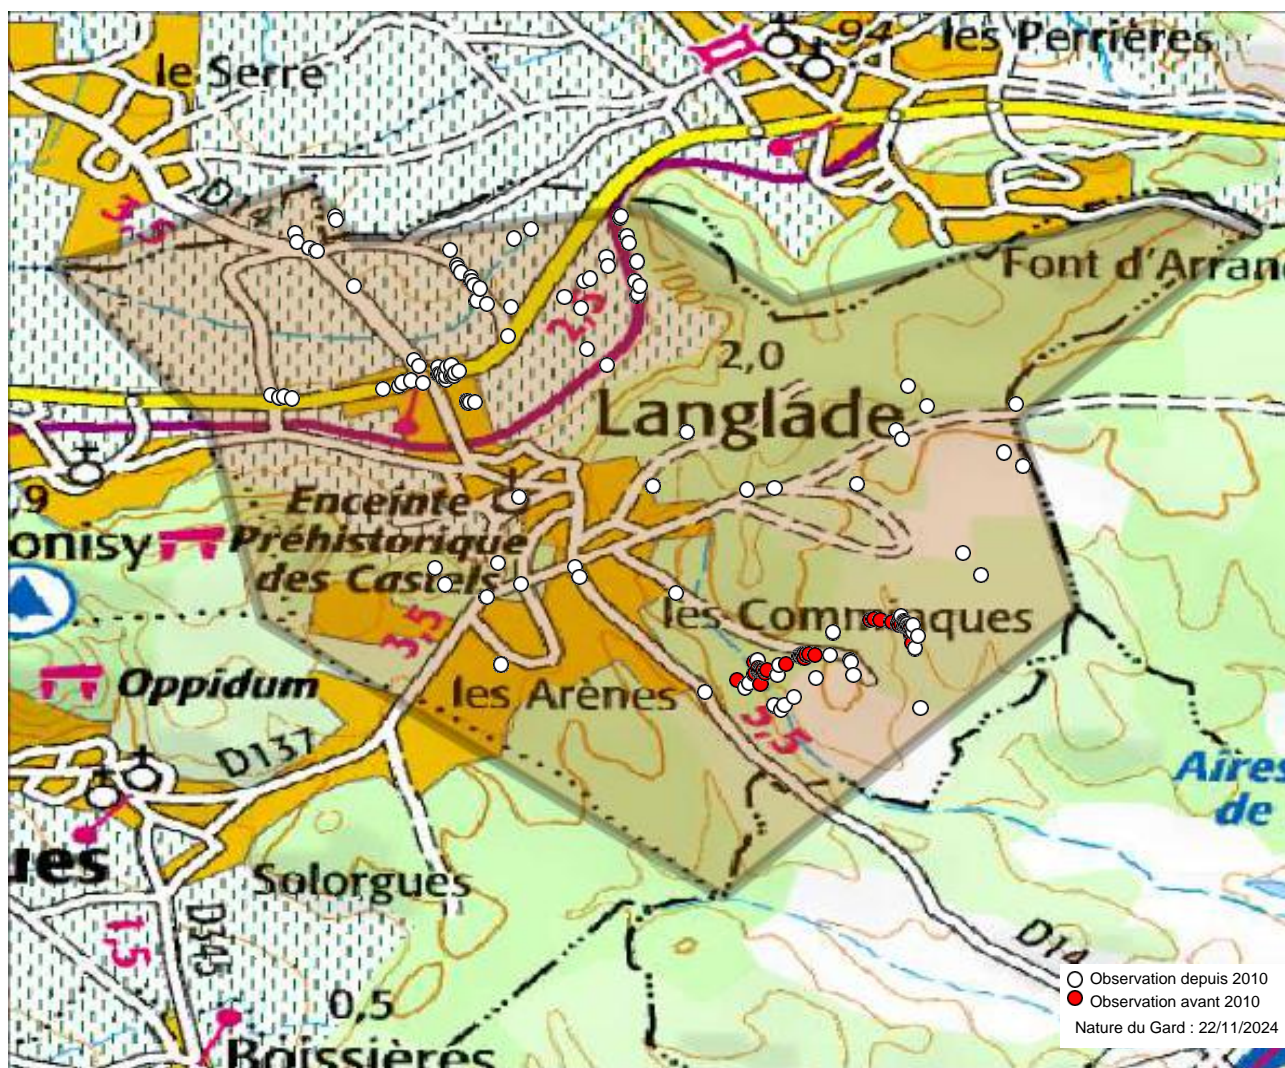 94
les Perrières
le Serre
D14
3,5
Font d'Arran
100
2,5
2,0
Langlade
,9
Enceinte
onisy
Préhistorique
des Castels
3,5
les Commiaques
Oppidum
les Arènes
3,5
D137
Aires
de
ues
Solorgues
1,5
D345
D14
0,5
Boissières
Observation depuis 2010
Observation avant 2010
Nature du Gard : 22/11/2024